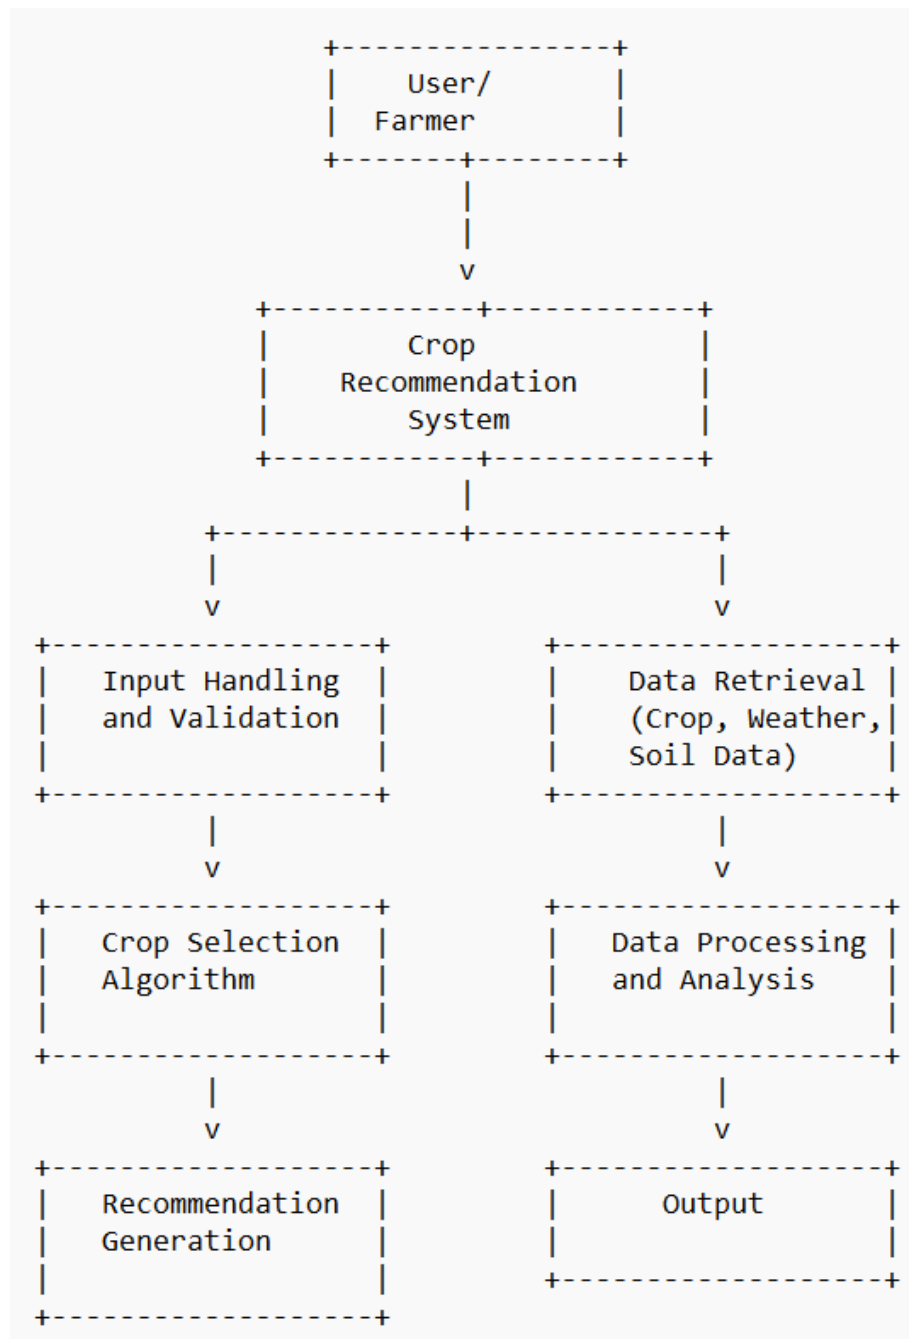 User/
Farmer
v
Crop
Recommendation
System
v
v
Input Handling
and Validation
Data Retrieval
(Crop, Weather,
Soil Data)
v
v
Crop Selection
Algorithm
Data Processing
and Analysis
v
v
Recommendation
Generation
Output